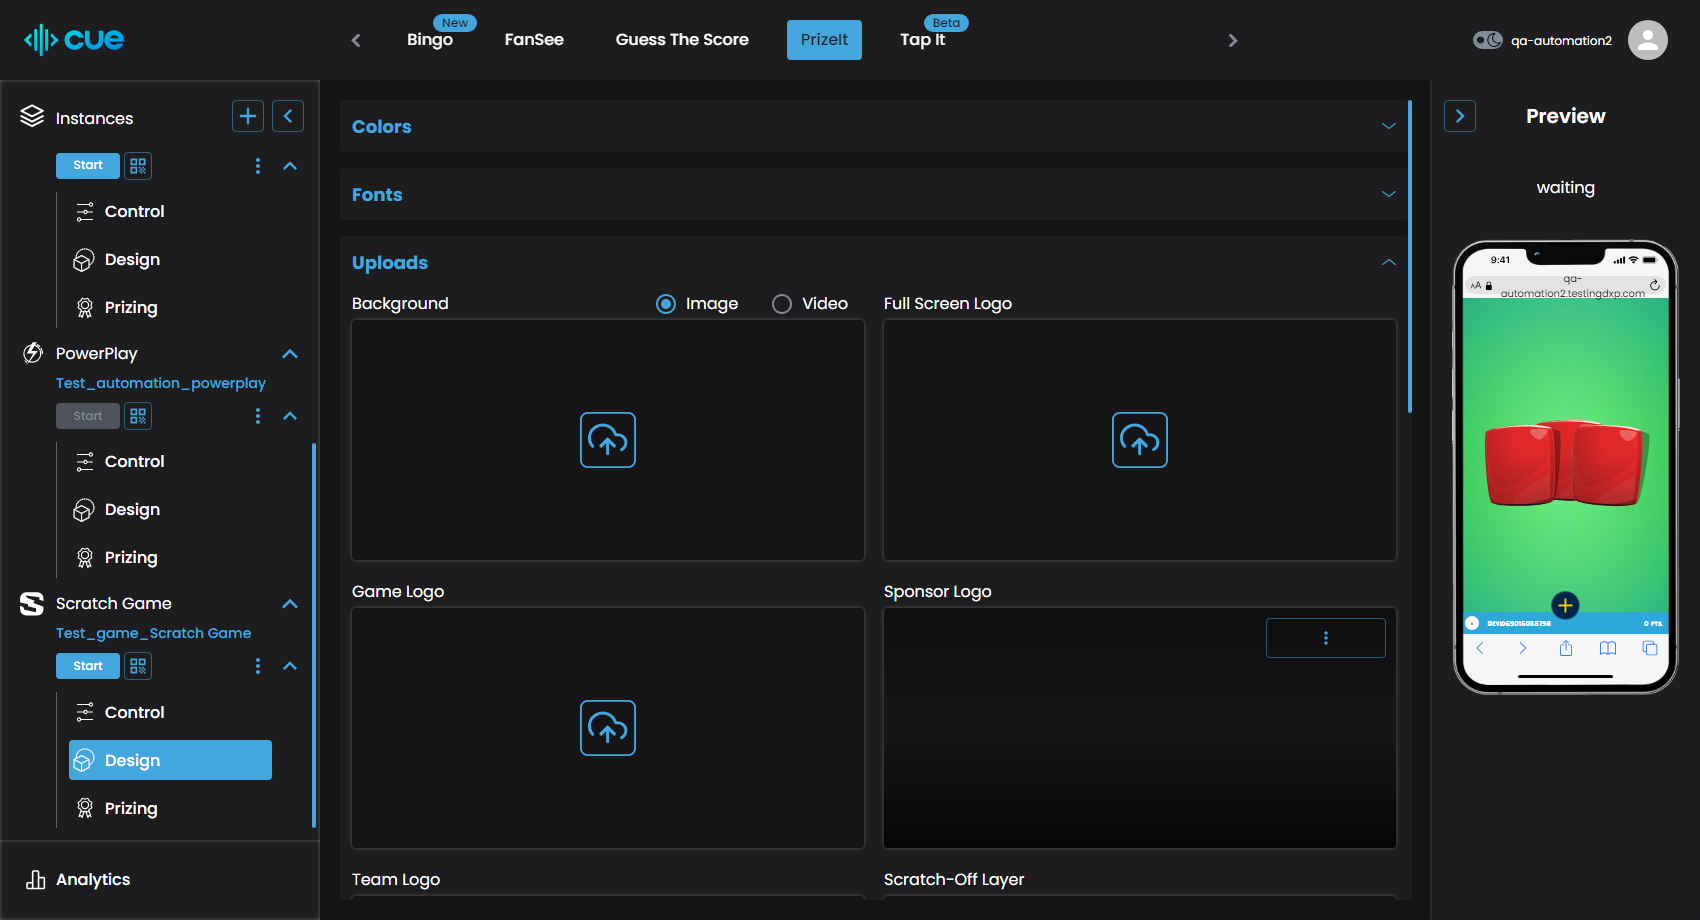 cue
Bingo
New
FanSee
Guess The Score
PrizeIt
Tap It
Beta
qa-automation2
Instances
Start
Control
Design
Prizing
PowerPlay
Test_automation_powerplay
Start
Control
Design
Prizing
Scratch Game
Test_game_Scratch Game
Start
Control
Design
Prizing
Analytics
Colors
Fonts
Uploads
Background
Image
Video
Full Screen Logo
Game Logo
Sponsor Logo
Team Logo
Scratch-Off Layer
Preview
waiting
9:41
AA
qa-
automation2.testingdxp.com
0 PTS.